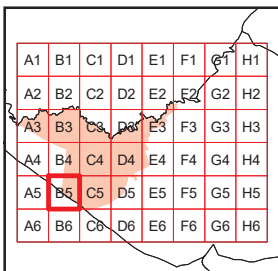 A1 B1 C1 D1 E1 F1 G1 H1
A2 B2 C2 D2 E2 F2 G2 H2
A3 B3 C3 D3 E3 F3 G3 H3
A4 B4 C4 D4 E4 F4 G4 H4
A5 B5 C5 D5 E5 F5 G5 H5
A6 B6 C6 D6 E6 F6 G6 H6